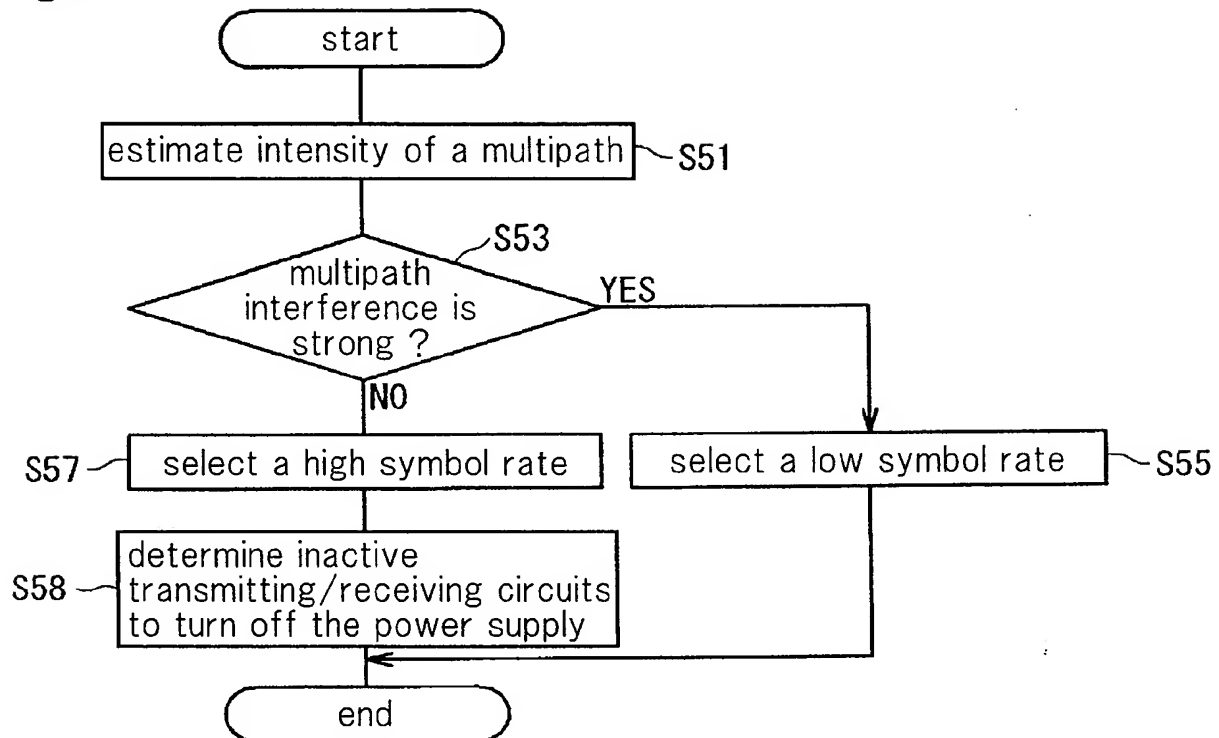 start
estimate intensity of a multipath
S51
S53
multipath
interference is
strong ?
YES
NO
S57
select a high symbol rate
select a low symbol rate
S55
S58
determine inactive
transmitting/receiving circuits
to turn off the power supply
end